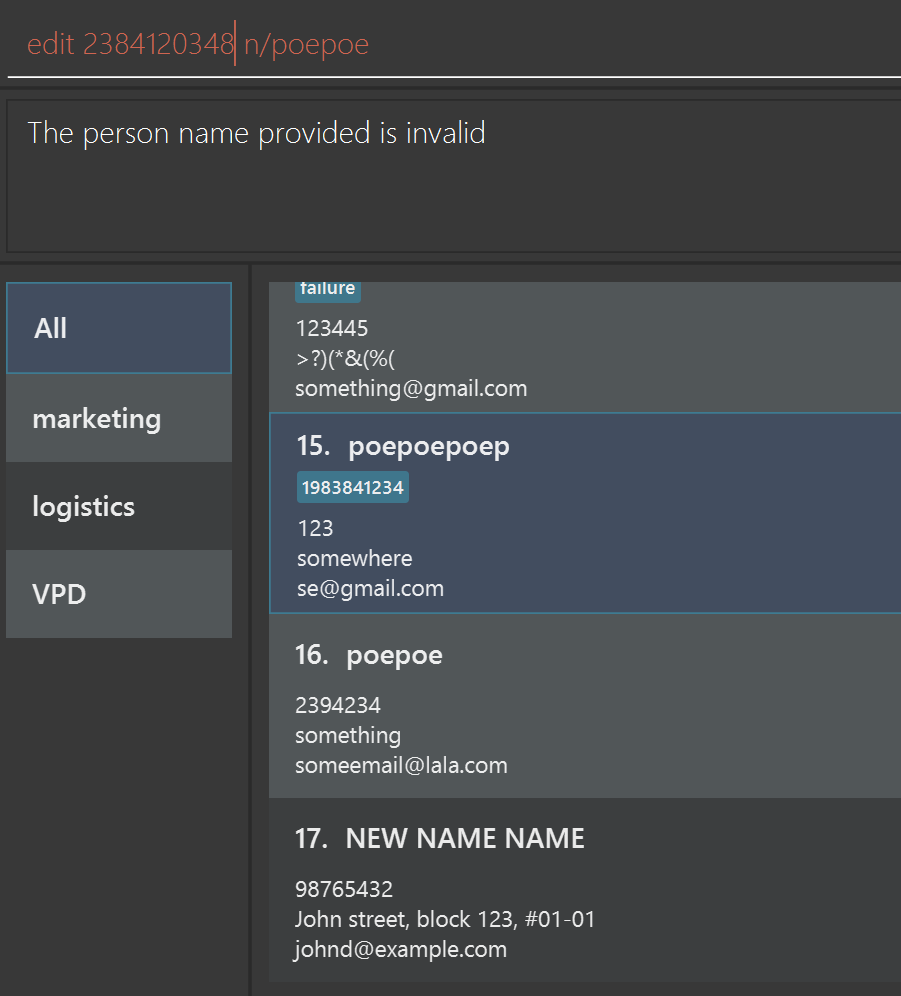 edit 2384120348 n/poepoe
The person name provided is invalid
All
marketing
logistics
VPD
failure
123445
>?)(*&(%(
something@gmail.com
15. poepoepoep
1983841234
123
somewhere
se@gmail.com
16. poepoe
2394234
something
someemail@lala.com
17. NEW NAME NAME
98765432
John street, block 123, #01-01
johnd@example.com